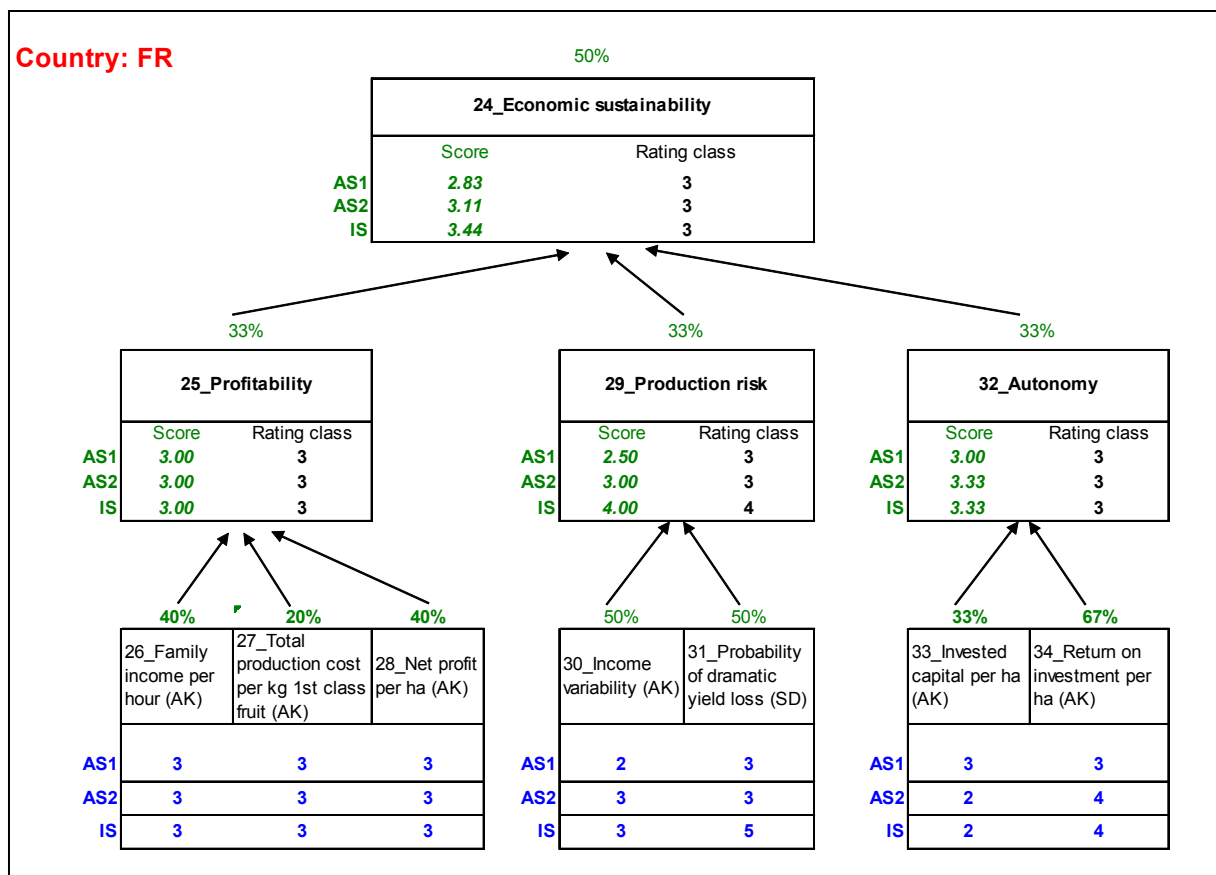 Country: FR
50%
24_Economic sustainability
Score Rating class
AS1 2.83 3
AS2 3.11 3
IS 3.44 3
33% 33% 33%
25_Profitability 29_Production risk 32_Autonomy
Score Rating class Score Rating class Score Rating class
AS1 3.00 3 AS1 2.50 3 AS1 3.00 3
AS2 3.00 3 AS2 3.00 3 AS2 3.33 3
IS 3.00 3 IS 4.00 4 IS 3.33 3
40% 20% 40% 50% 50% 33% 67%
26_Family
income per
hour (AK)
27_Total
production cost
per kg 1st class
fruit (AK)
28_Net profit
per ha (AK)
30_Income
variability (AK)
31_Probability
of dramatic
yield loss (SD)
33_Invested
capital per ha
(AK)
34_Return on
investment per
ha (AK)
AS1 3 3 3 AS1 2 3 AS1 3 3
AS2 3 3 3 AS2 3 3 AS2 2 4
IS 3 3 3 IS 3 5 IS 2 4